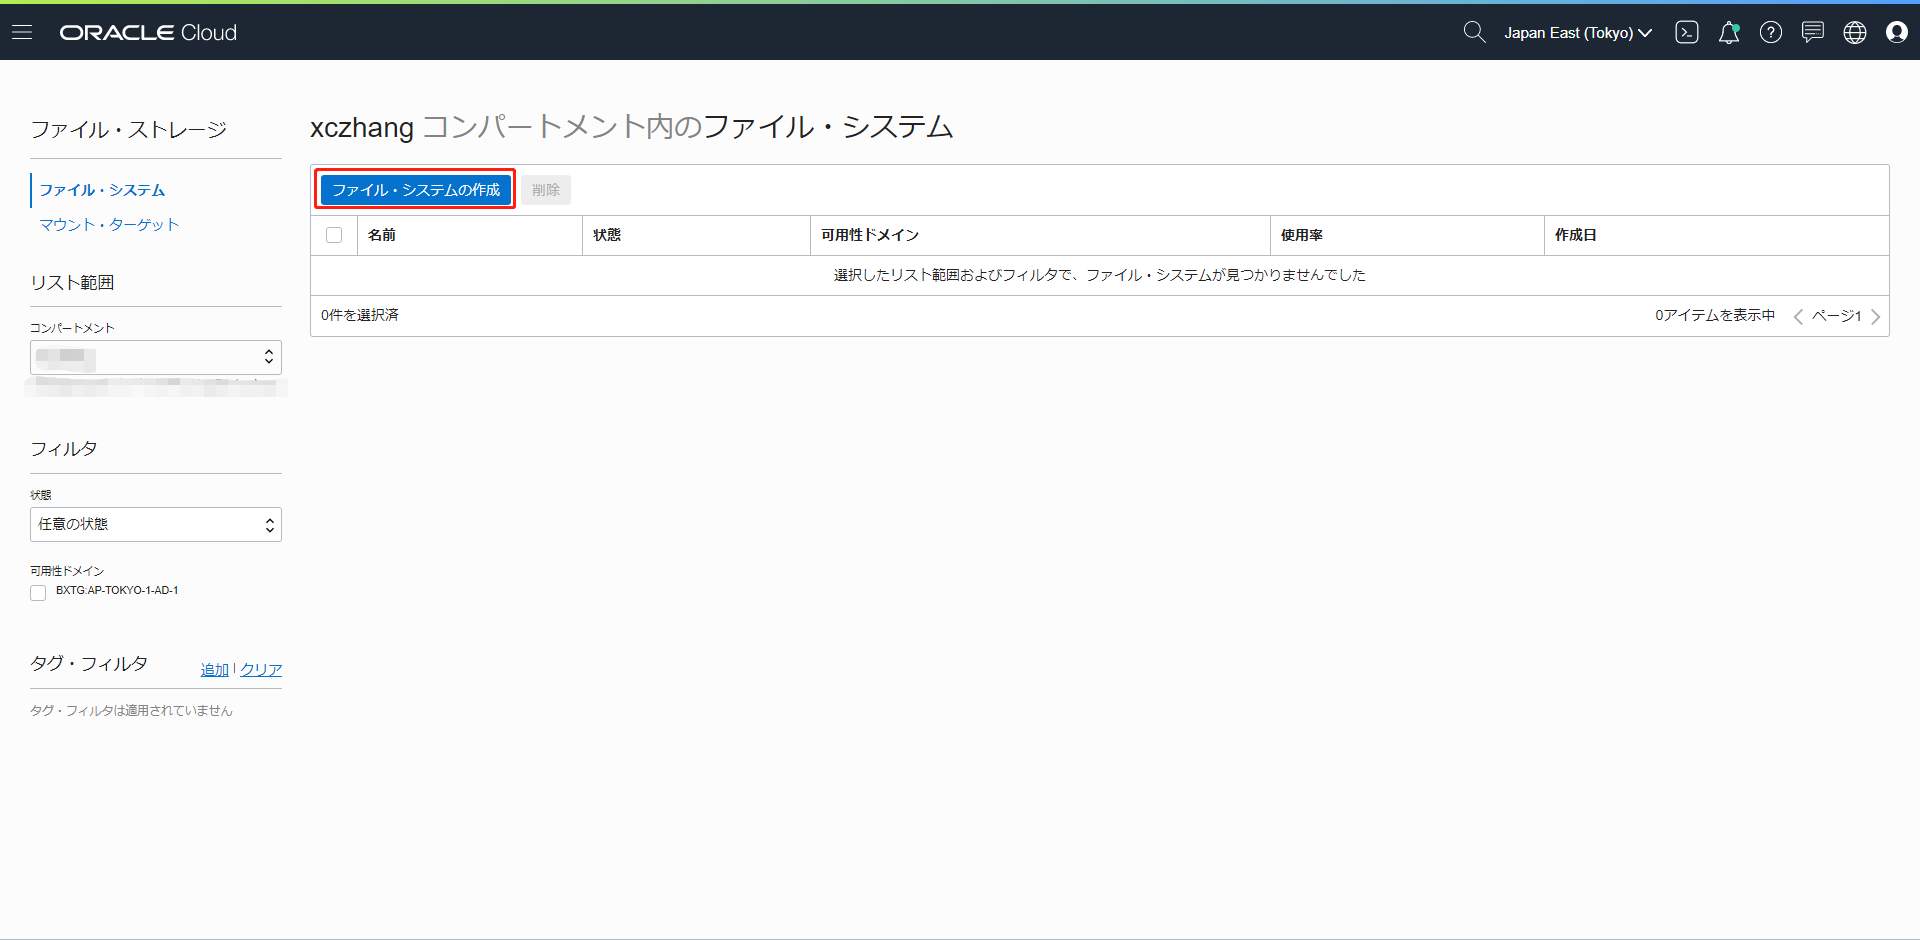 ORACLE Cloud
Japan East (Tokyo)
ファイル・ストレージ
ファイル・システム
マウント・ターゲット
リスト範囲
コンパートメント
フィルタ
状態
任意の状態
可用性ドメイン
BXTG:AP-TOKYO-1-AD-1
タグ・フィルタ
追加 | クリア
タグ・フィルタは適用されていません
xczhang コンパートメント内のファイル・システム
ファイル・システムの作成 削除
名前 状態 可用性ドメイン 使用率 作成日
選択したリスト範囲およびフィルタで、ファイル・システムが見つかりませんでした
0件を選択済 0アイテムを表示中 ページ1